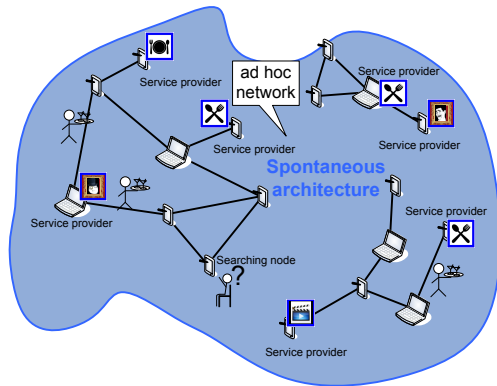 Service provider
ad hoc
network
Service provider
Service provider
Service provider
Spontaneous
architecture
Service provider
Service provider
Searching node
?
Service provider